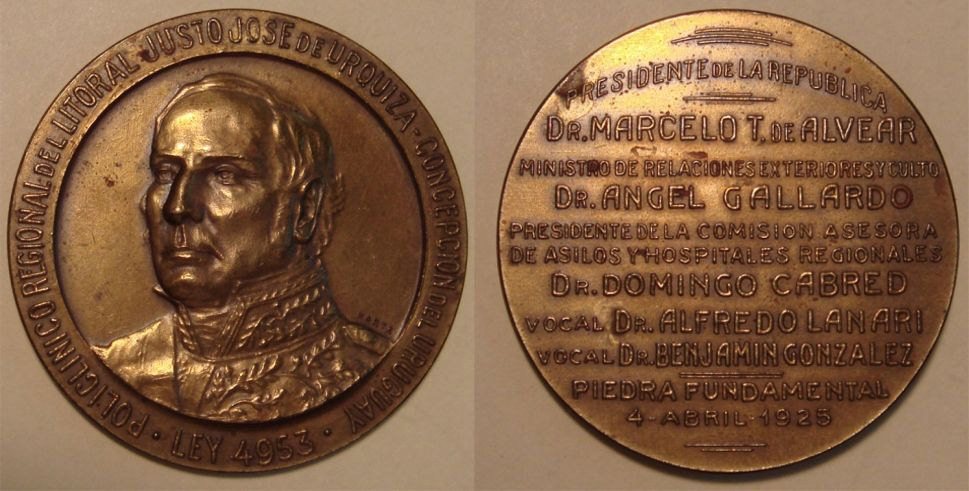 POLICLINICO REGIONAL DEL LITORAL JUSTO JOSE DE URQUIZA - CONCEPCION DEL URUGUAY
LEY 4953
PRESIDENTE DE LA REPUBLICA
DR. MARCELO T. DE ALVEAR
MINISTRO DE RELACIONES EXTERIORES Y CULTO
DR. ANGEL GALLARDO
PRESIDENTE DE LA COMISION ASESORA
DE ASILOS Y HOSPITALES REGIONALES
DR. DOMINGO CABRED
VOCAL DR. ALFREDO LANARI
VOCAL DR. BENJAMIN GONZALEZ
PIEDRA FUNDAMENTAL
4-ABRIL-1925